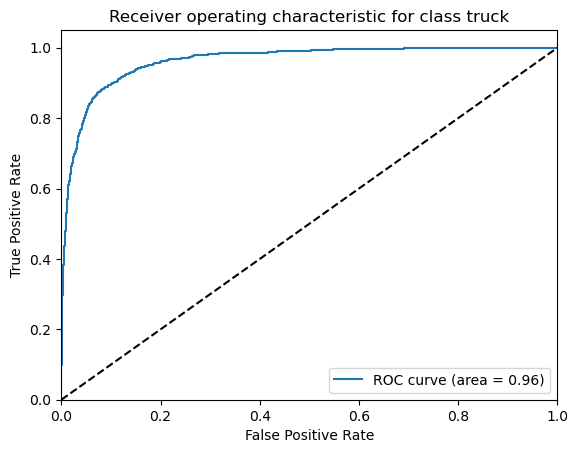 Receiver operating characteristic for class truck
1.0
0.8
0.6
0.4
0.2
0.0
True Positive Rate
ROC curve (area = 0.96)
0.0 0.2 0.4 0.6 0.8 1.0
False Positive Rate